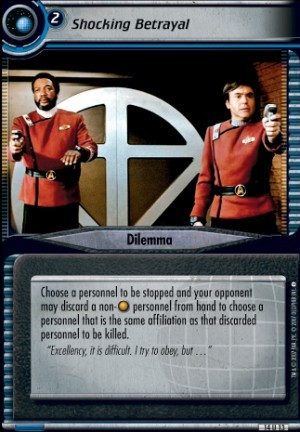 2
Shocking Betrayal
Dilemma
Choose a personnel to be stopped and your opponent
may discard a non- personnel from hand to choose a
personnel that is the same affiliation as that discarded
personnel to be killed.
"Excellency, it is difficult. I try to obey, but ..."